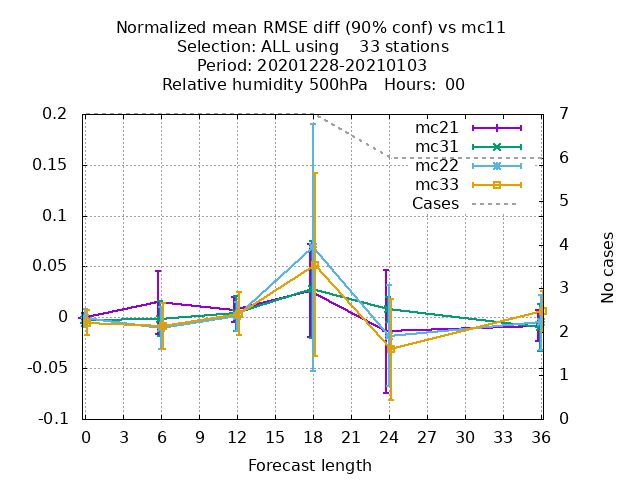 Normalized mean RMSE diff (90% conf) vs mc11
Selection: ALL using    33 stations
Period: 20201228-20210103
Relative humidity 500hPa   Hours:  00
0.2
0.15
0.1
0.05
0
-0.05
-0.1
7
6
5
4
3
2
1
0
mc21
mc31
mc22
mc33
Cases
No cases
0 3 6 9 12 15 18 21 24 27 30 33 36
Forecast length